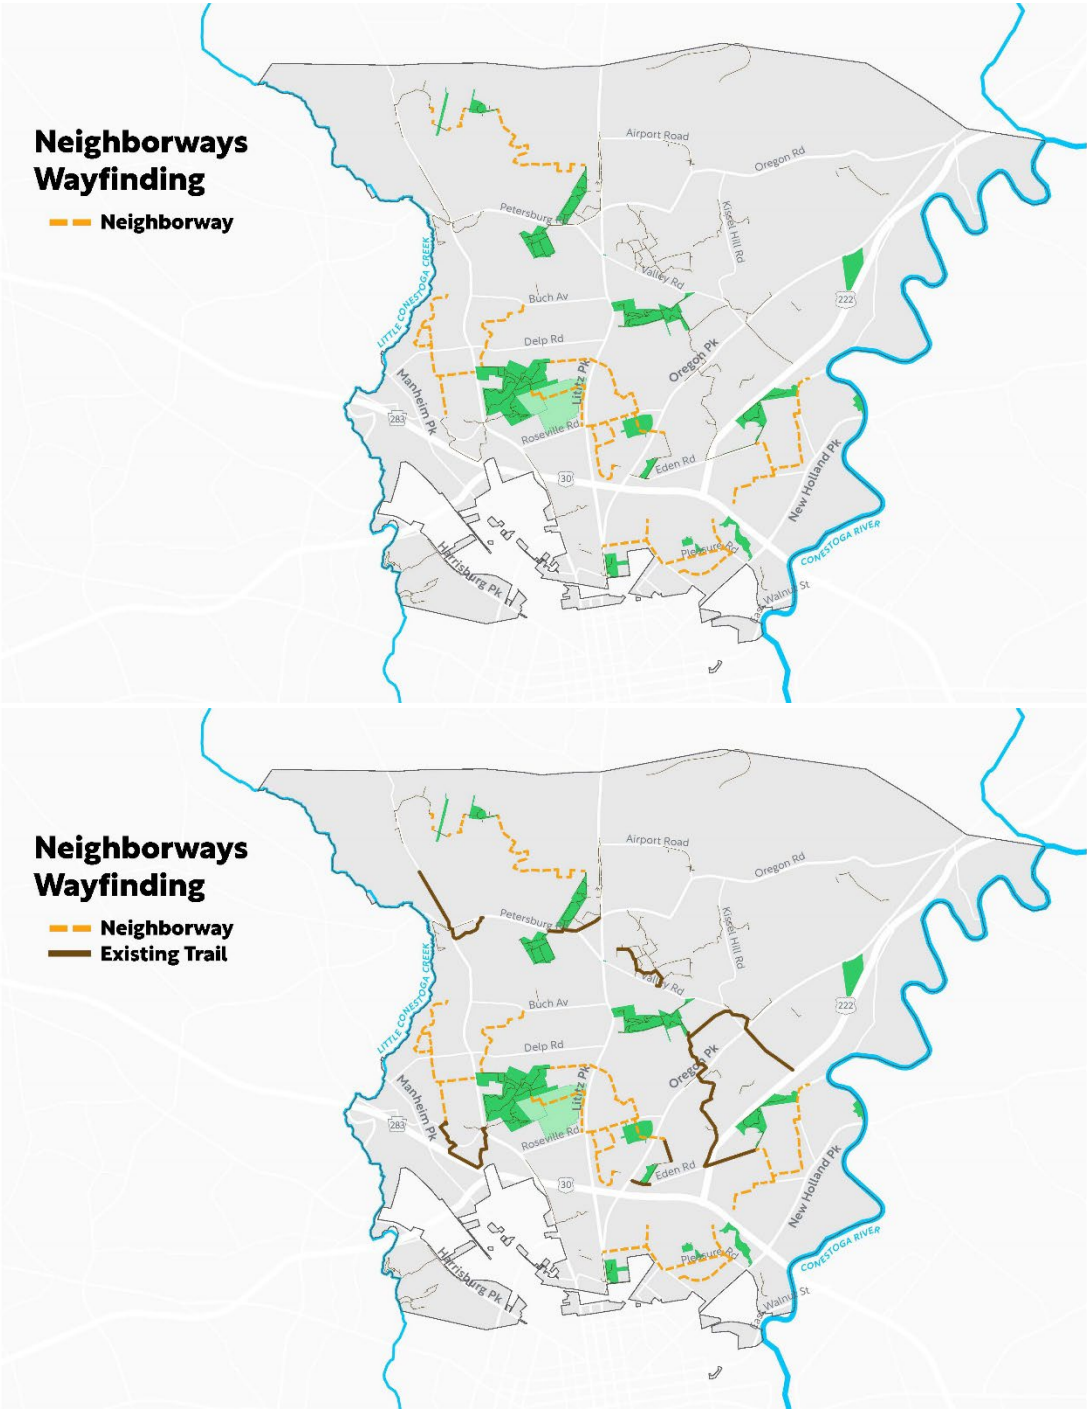 Neighborways
Wayfinding
Neighborway
Airport Road
Oregon Rd
Petersburg
Kissel Hill Rd
LITTLE CONESTOGA CREEK
Valley Rd
Buch Av
222
Delp Rd
Oregon Pk
Lititz Pk
Manheim Pk
283
Roseville Rd
Eden Rd
30
New Holland Pk
CONESTOGA RIVER
Pleasure Rd
Harrisburg Pk
East Walnut St
Neighborways
Wayfinding
Neighborway
Existing Trail
Airport Road
Oregon Rd
Petersburg
Kissel Hill Rd
LITTLE CONESTOGA CREEK
Valley Rd
Buch Av
222
Delp Rd
Oregon Pk
Lititz Pk
Manheim Pk
283
Roseville Rd
Eden Rd
30
New Holland Pk
CONESTOGA RIVER
Pleasure Rd
Harrisburg Pk
East Walnut St